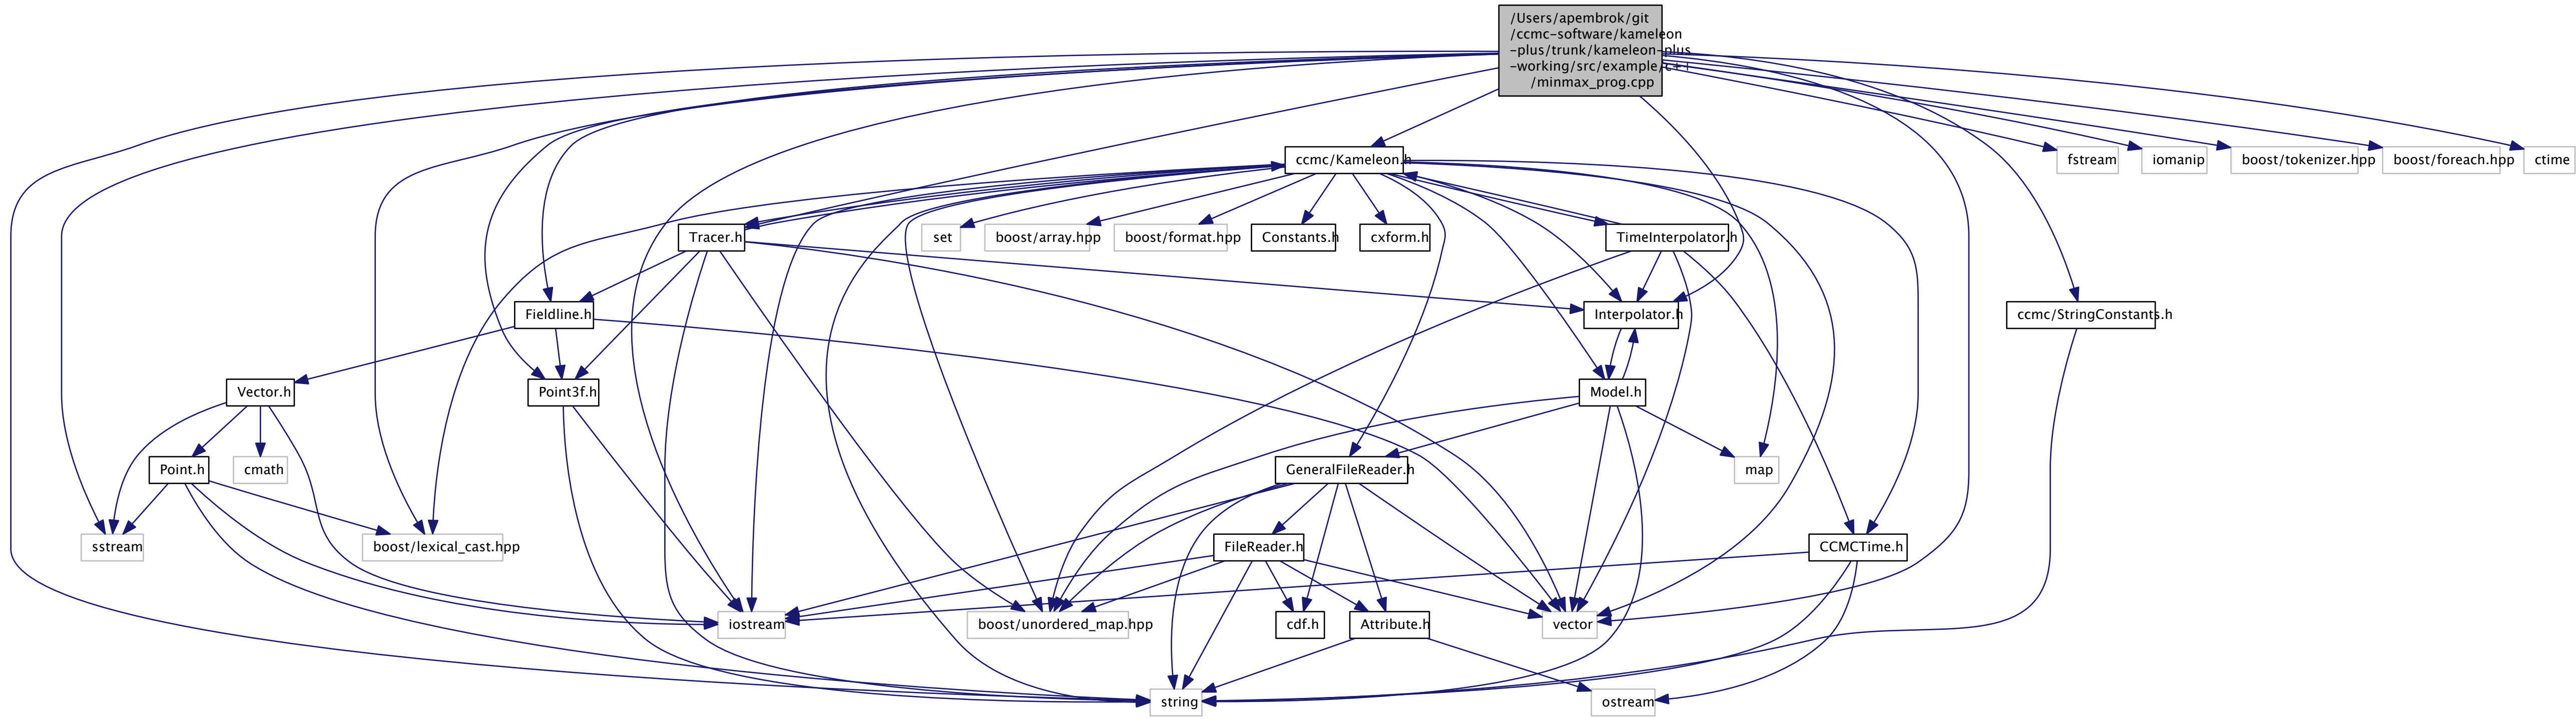 /Users/apembrok/git
/ccmc-software/kameleon
-plus/trunk/kameleon-plus
-working/src/example/c++
/minmax_prog.cpp
ccmc/Kameleon.h
fstream
iomanip
boost/tokenizer.hpp
boost/foreach.hpp
ctime
Tracer.h
set
boost/array.hpp
boost/format.hpp
Constants.h
cxform.h
TimeInterpolator.h
Fieldline.h
Interpolator.h
ccmc/StringConstants.h
Vector.h
Point3f.h
Model.h
Point.h
cmath
GeneralFileReader.h
map
sstream
boost/lexical_cast.hpp
FileReader.h
CCMCTime.h
iostream
boost/unordered_map.hpp
cdf.h
Attribute.h
vector
string
ostream